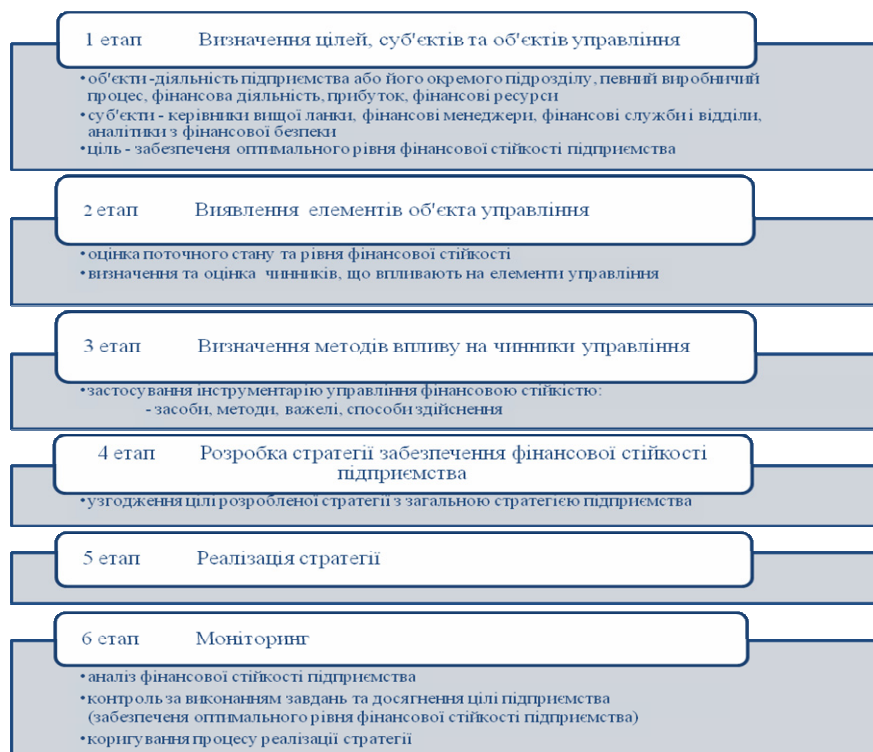 1 етап Визначення цілей, суб'єктів та об'єктів управління
•об'єкти -діяльність підприємства або його окремого підрозділу, певний виробничий
процес, фінансова діяльність, прибуток, фінансові ресурси
•суб'єкти - керівники вищої ланки, фінансові менеджери, фінансові служби і відділи,
аналітики з фінансової безпеки
•ціль - забезпеченя оптимального рівня фінансової стійкості підприємства
2 етап Виявлення елементів об'єкта управління
•оцінка поточного стану та рівня фінансової стійкості
•визначення та оцінка чинників, що впливають на елементи управління
3 етап Визначення методів впливу на чинники управління
•застосування інструментарію управління фінансовою стійкістю:
- засоби, методи, важелі, способи здійснення
4 етап Розробка стратегії забезпечення фінансової стійкості
підприємства
•узгодження цілі розробленої стратегії з загальною стратегією підприємства
5 етап Реалізація стратегії
6 етап Моніторинг
•аналіз фінансової стійкості підприємства
•контроль за виконанням завдань та досягнення цілі підприємства
(забезпеченя оптимального рівня фінансової стійкості підприємства)
•коригування процесу реалізації стратегії